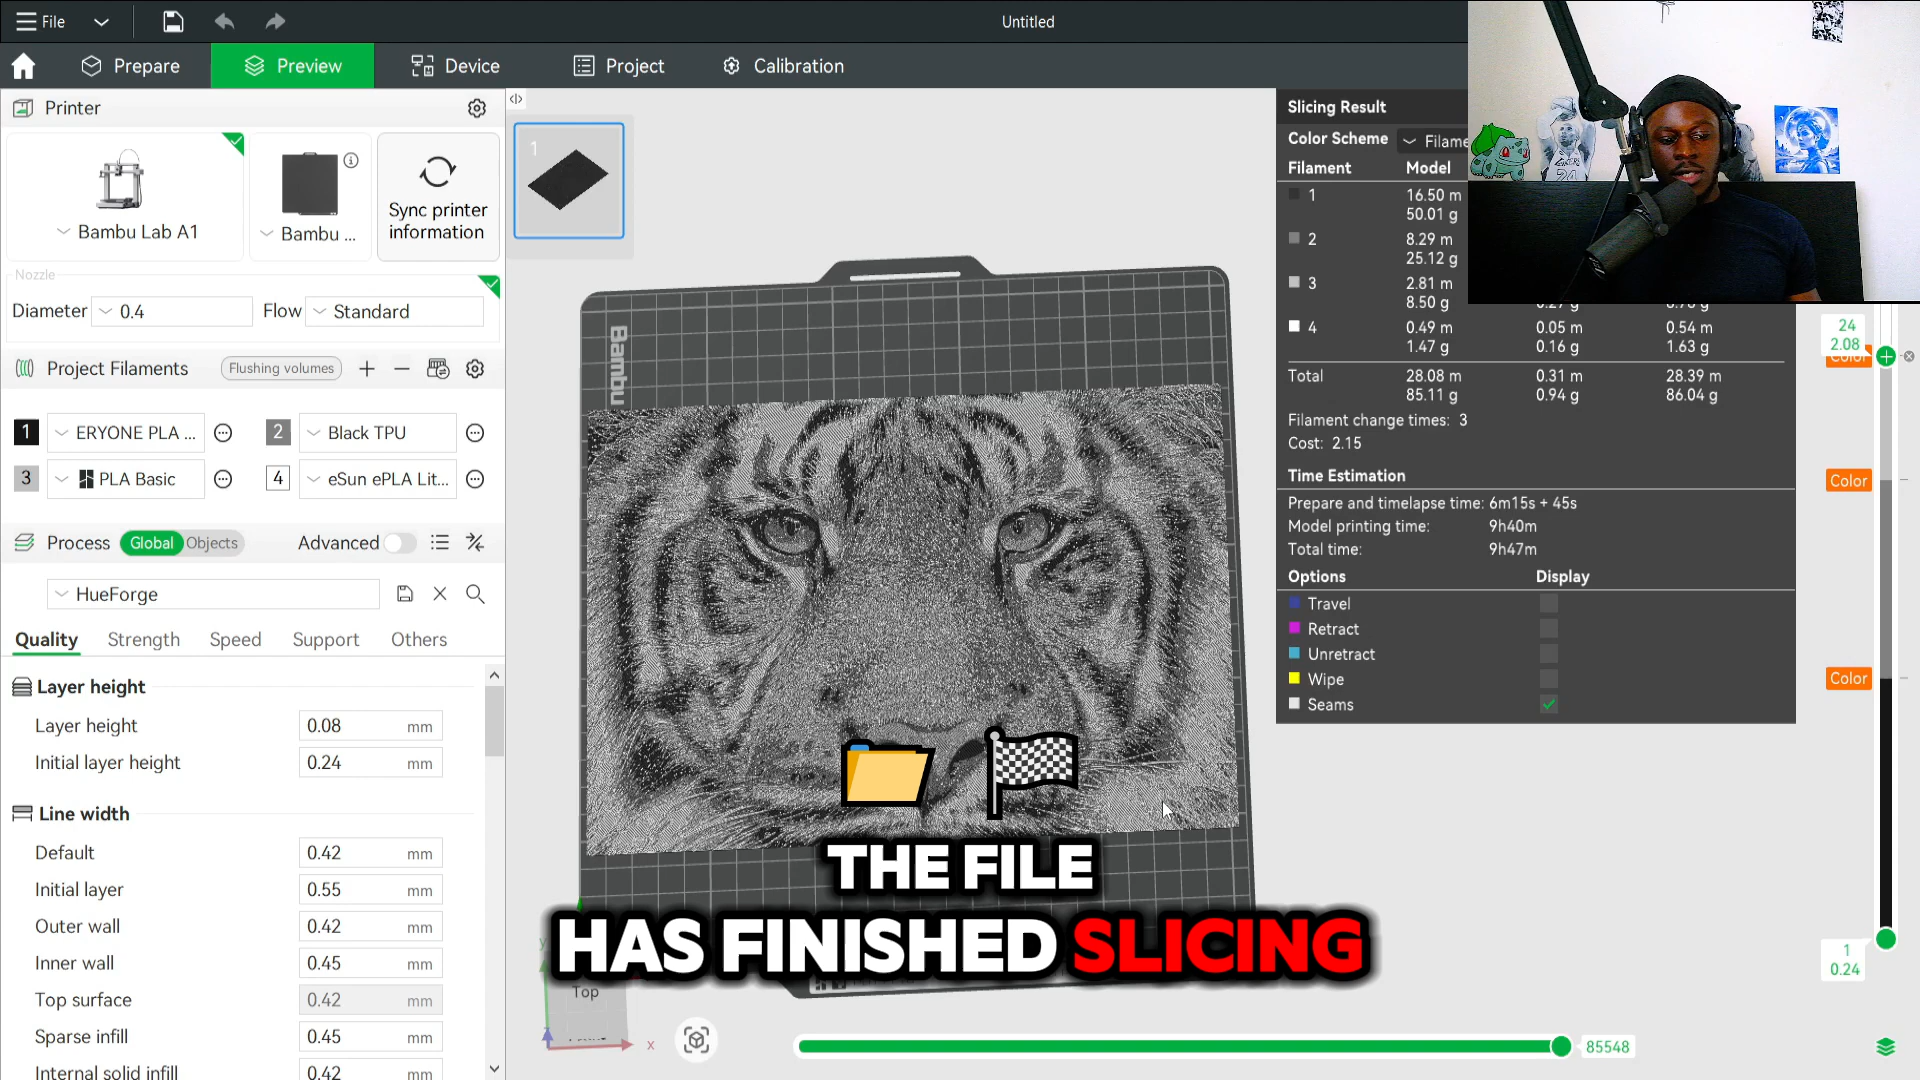 File
Untitled
Prepare
Preview
Device
Project
Calibration
Printer
Bambu Lab A1
Bambu ...
Sync printer
information
Nozzle
Diameter
0.4
Flow
Standard
Project Filaments
Flushing volumes
1
ERYONE PLA ...
2
Black TPU
3
PLA Basic
4
eSun ePLA Lit...
Process
Global
Objects
Advanced
HueForge
Quality
Strength
Speed
Support
Others
Layer height
Layer height
0.08
mm
Initial layer height
0.24
mm
Line width
Default
0.42
mm
Initial layer
0.55
mm
Outer wall
0.42
mm
Inner wall
0.45
mm
Top surface
0.42
mm
Sparse infill
0.45
mm
Internal solid infill
0.42
mm
1
Bambu
THE FILE
HAS FINISHED SLICING
Top
x
y
85548
Slicing Result
Color Scheme
Filame
Filament
Model
1
16.50 m
50.01 g
2
8.29 m
25.12 g
3
2.81 m
8.50 g
4
0.49 m
0.05 m
0.54 m
1.47 g
0.16 g
1.63 g
Total
28.08 m
0.31 m
28.39 m
85.11 g
0.94 g
86.04 g
Filament change times: 3
Cost: 2.15
Time Estimation
Prepare and timelapse time: 6m15s + 45s
Model printing time:
9h40m
Total time:
9h47m
Options
Display
Travel
Retract
Unretract
Wipe
Seams
24
2.08
Color
Color
Color
1
0.24
24